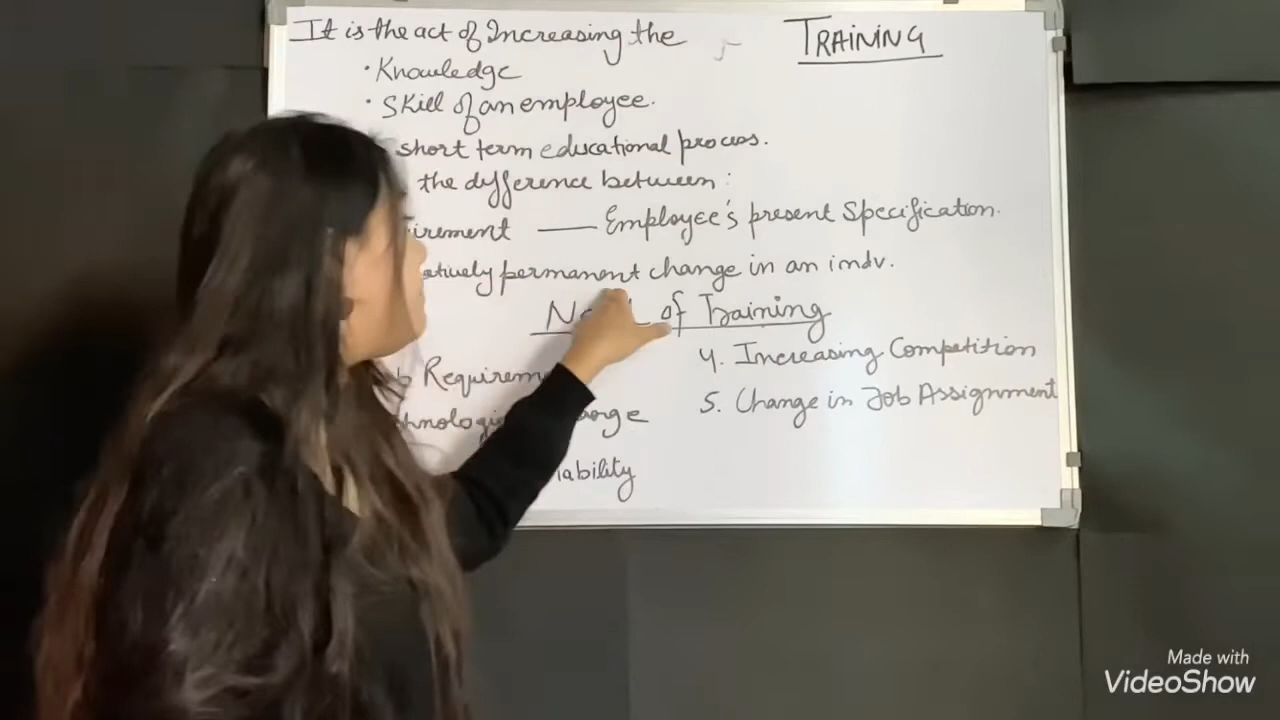 TRAINING
It is the act of Increasing the
• Knowledge
• Skill of an employee.
short term educational process.
the difference between :
Employee's present Specification.
permanent change in an indv.
of Training
Requirem
4. Increasing Competition
5. Change in Job Assignment
Made with
VideoShow